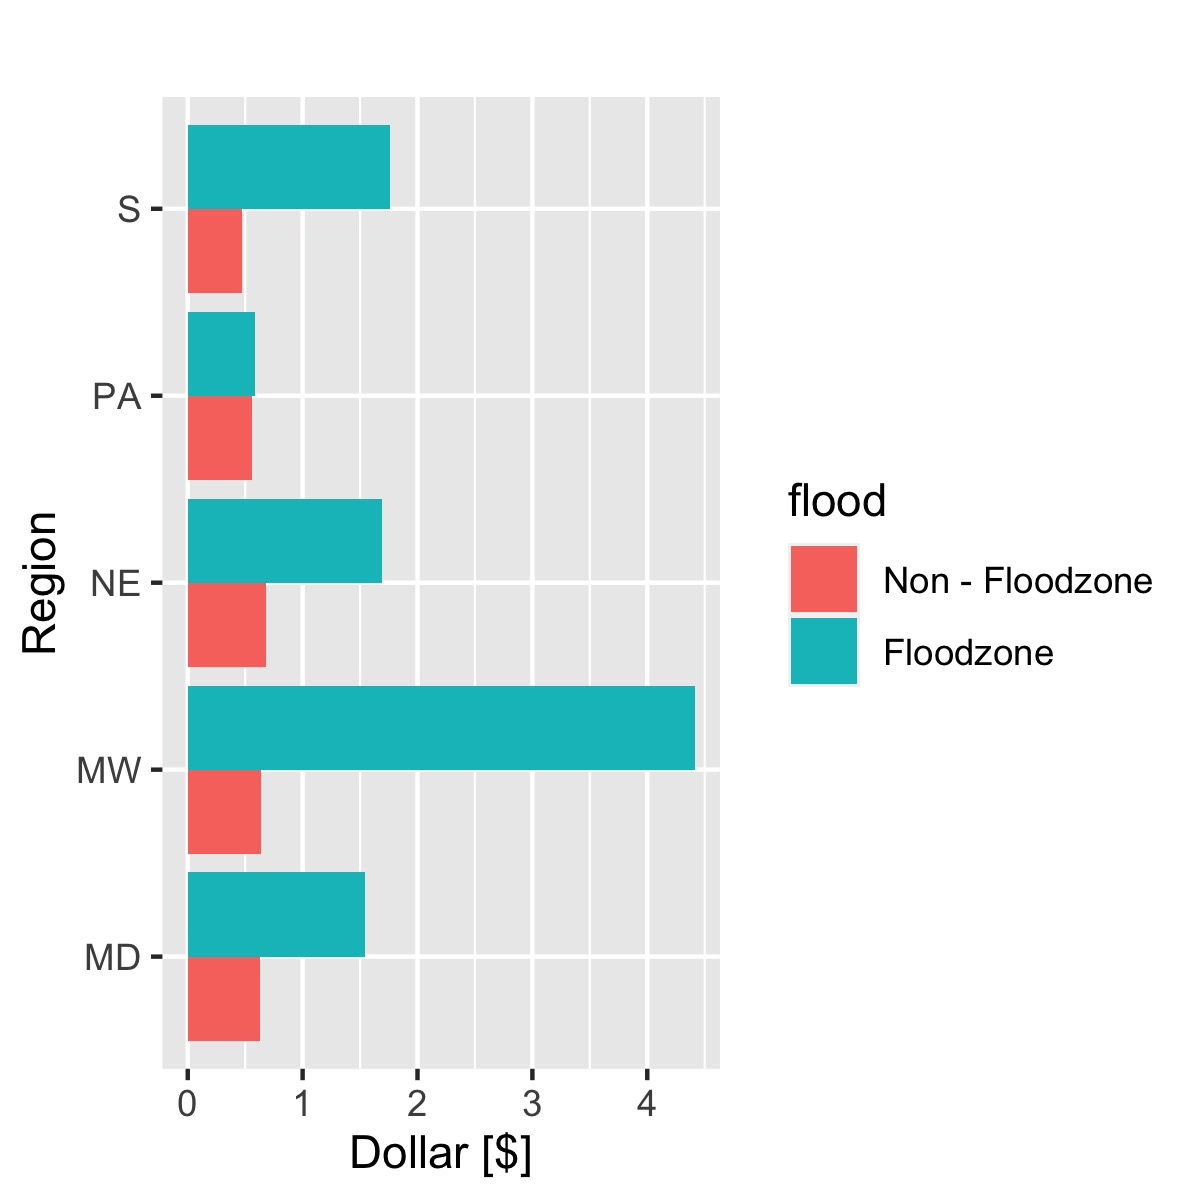 S
PA
NE
MW
MD
Region
0 1 2 3 4
Dollar [$]
flood
Non - Floodzone
Floodzone